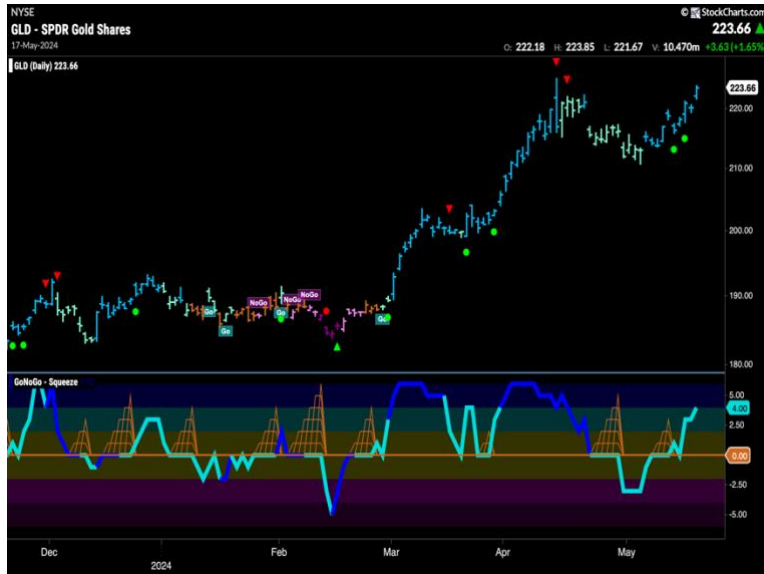 NYSE
© StockCharts.com
GLD - SPDR Gold Shares
223.66
17-May-2024
O: 222.18 H: 223.85 L: 221.67 V: 10.470m +3.63 (+1.65%)
GLD (Daily) 223.66
223.66
220.00
210.00
200.00
190.00
180.00
Go
Go
NoGo
Go
NoGo
NoGo
Go
GoNoGo - Squeeze
5.00
4.00
2.50
0.00
-2.50
-5.00
Dec
2024
Feb
Mar
Apr
May